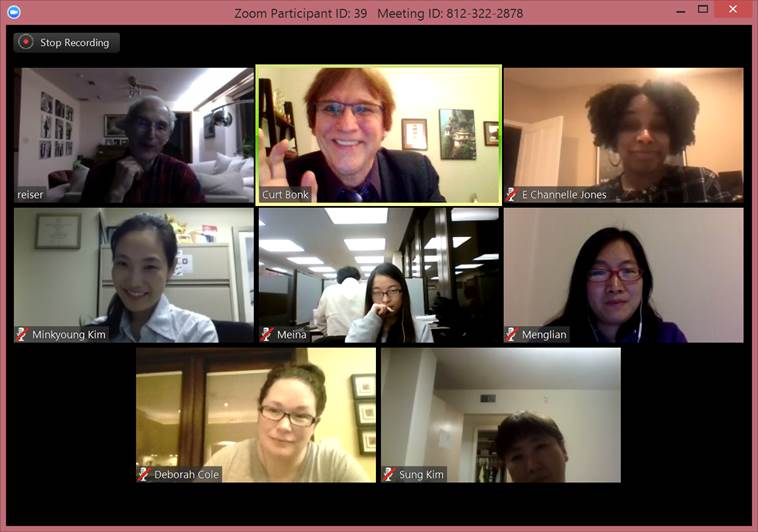 Zoom Participant ID: 39 Meeting ID: 812-322-2878
Stop Recording
reiser
Curt Bonk
E Channelle Jones
Minkyoung Kim
Meina
Menglian
Deborah Cole
Sung Kim